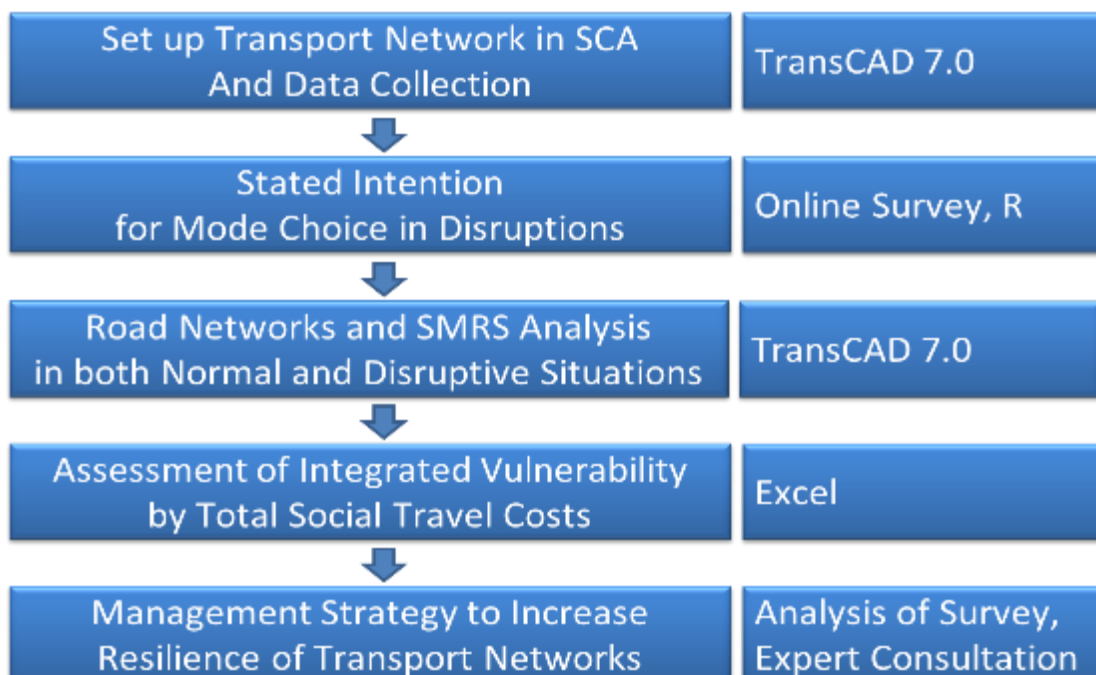 Set up Transport Network in SCA
And Data Collection
TransCAD 7.0
Stated Intention
for Mode Choice in Disruptions
Online Survey, R
Road Networks and SMRS Analysis
in both Normal and Disruptive Situations
TransCAD 7.0
Assessment of Integrated Vulnerability
by Total Social Travel Costs
Excel
Management Strategy to Increase
Resilience of Transport Networks
Analysis of Survey,
Expert Consultation